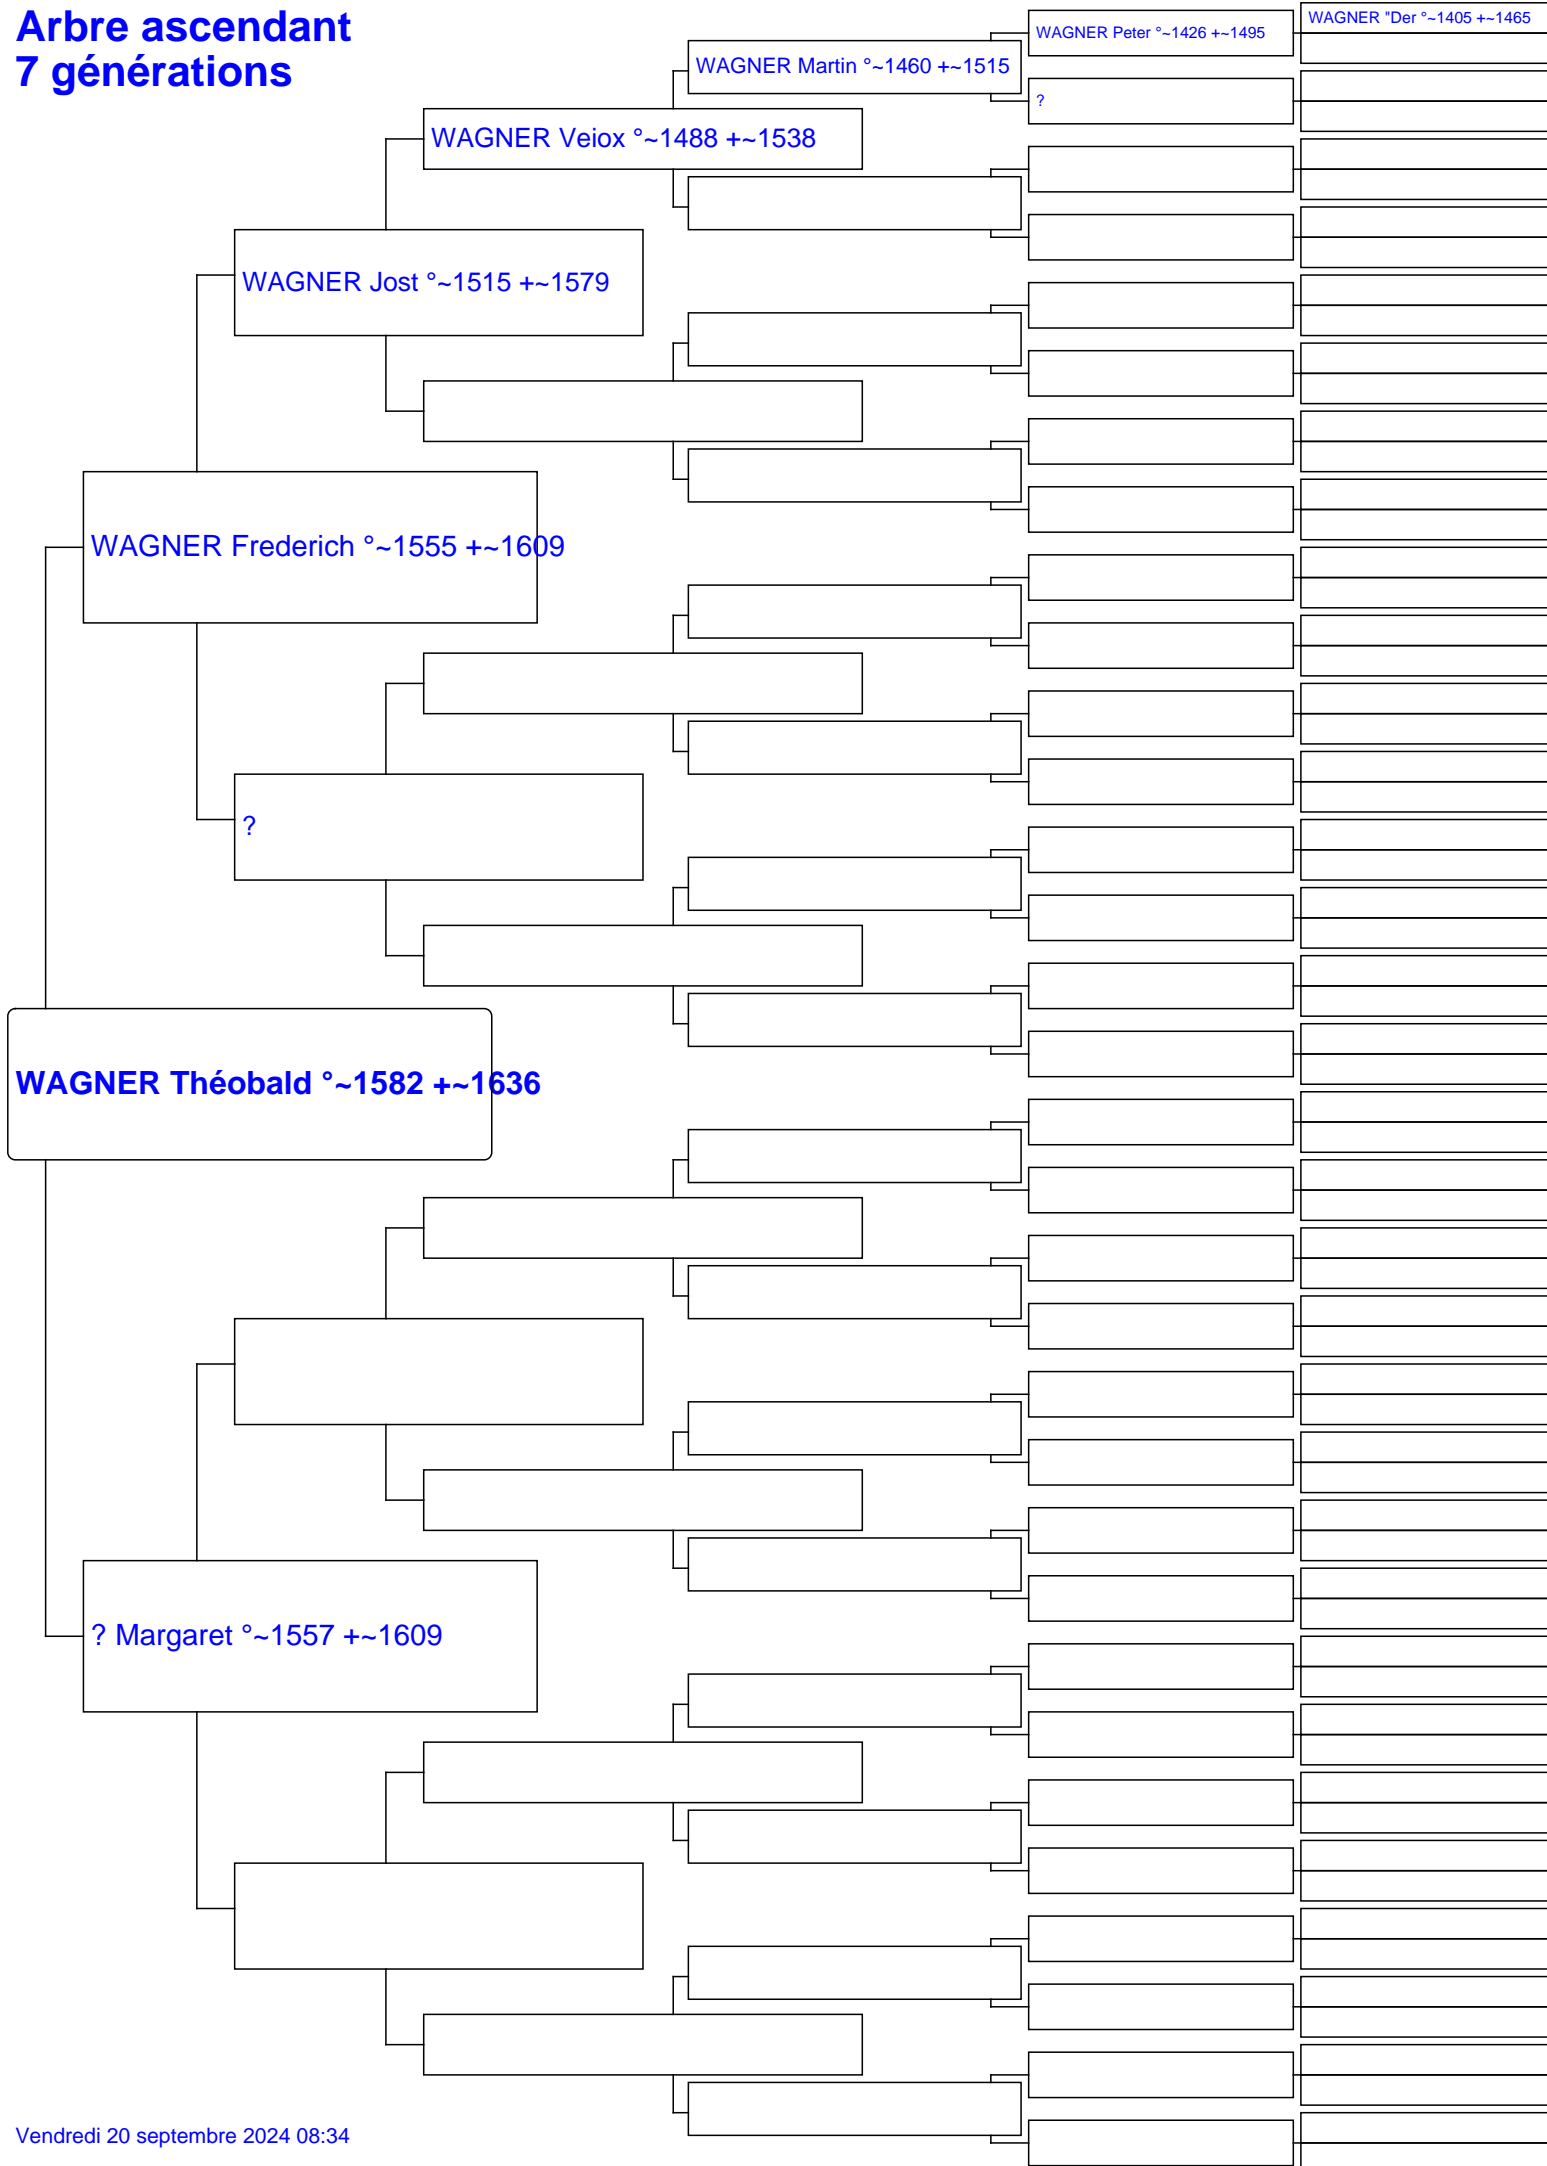 Arbre ascendant
7 générations
WAGNER "Der °~1405 +~1465
WAGNER Peter °~1426 +~1495
WAGNER Martin °~1460 +~1515
?
WAGNER Veiox °~1488 +~1538
WAGNER Jost °~1515 +~1579
WAGNER Frederich °~1555 +~1609
?
WAGNER Théobald °~1582 +~1636
? Margaret °~1557 +~1609
Vendredi 20 septembre 2024 08:34